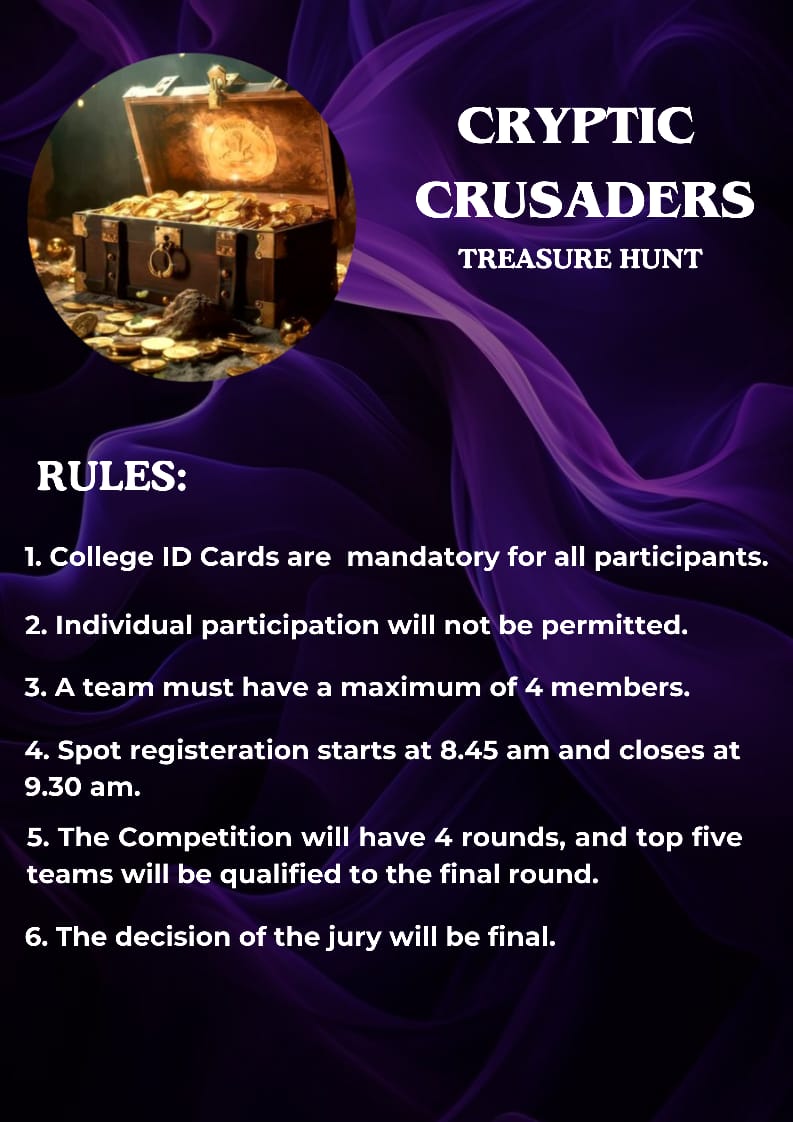 CRYPTIC
CRUSADERS
TREASURE HUNT
RULES:
1. College ID Cards are  mandatory for all participants.
2. Individual participation will not be permitted.
3. A team must have a maximum of 4 members.
4. Spot registeration starts at 8.45 am and closes at
9.30 am.
5. The Competition will have 4 rounds, and top five
teams will be qualified to the final round.
6. The decision of the jury will be final.